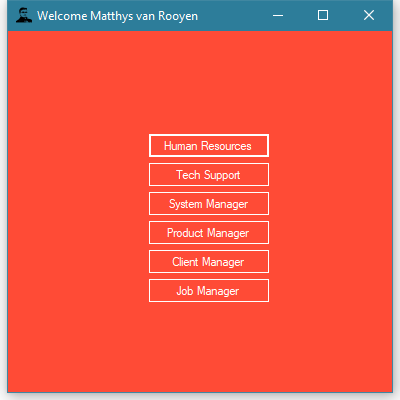 Welcome Matthys van Rooyen
Human Resources
Tech Support
System Manager
Product Manager
Client Manager
Job Manager